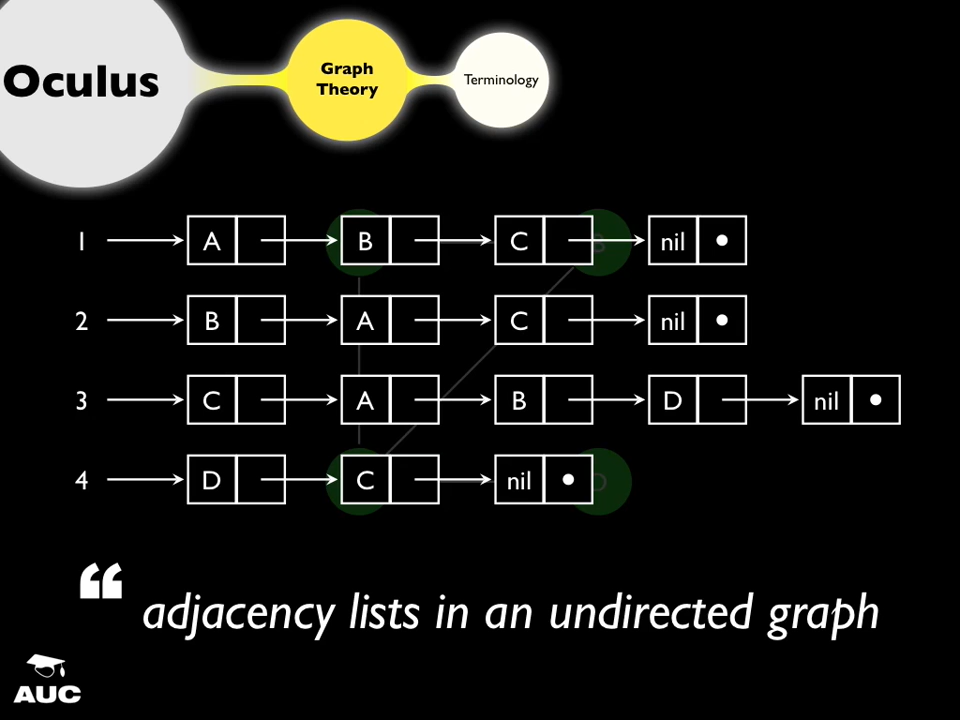 Oculus
Graph
Theory
Terminology
1 A B C nil
2 B A C nil
3 C A B D nil
4 D C nil
“ adjacency lists in an undirected graph
AUC